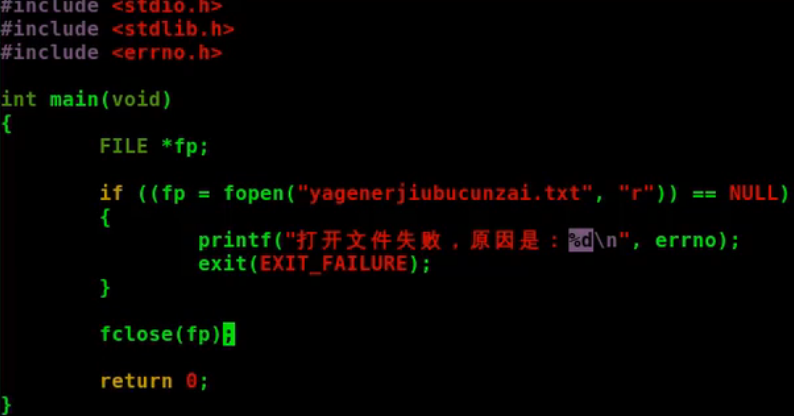 #include <stdio.h>
#include <stdlib.h>
#include <errno.h>
int main(void)
{
FILE *fp;
if ((fp = fopen("yagenerjiubucunzai.txt", "r")) == NULL)
{
printf("打开文件失败，原因是：%d\n", errno);
exit(EXIT_FAILURE);
}
fclose(fp);
return 0;
}